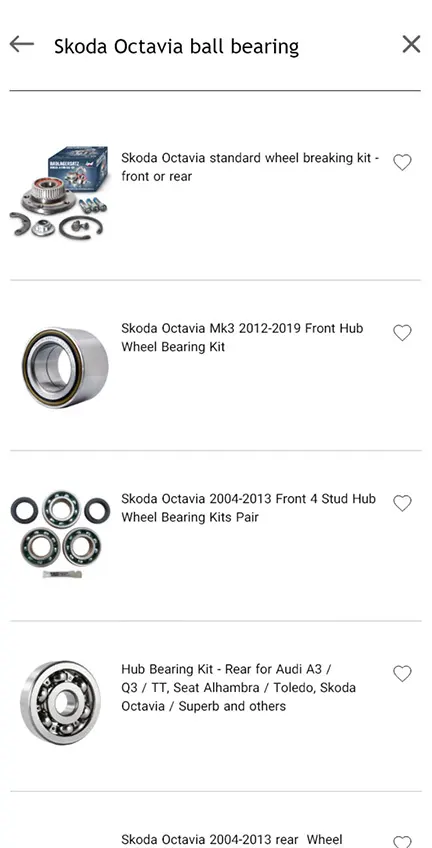 Skoda Octavia ball bearing
Skoda Octavia standard wheel breaking kit -
front or rear
Skoda Octavia Mk3 2012-2019 Front Hub
Wheel Bearing Kit
Skoda Octavia 2004-2013 Front 4 Stud Hub
Wheel Bearing Kits Pair
Hub Bearing Kit - Rear for Audi A3 /
Q3 / TT, Seat Alhambra / Toledo, Skoda
Octavia / Superb and others
Skoda Octavia 2004-2013 rear Wheel